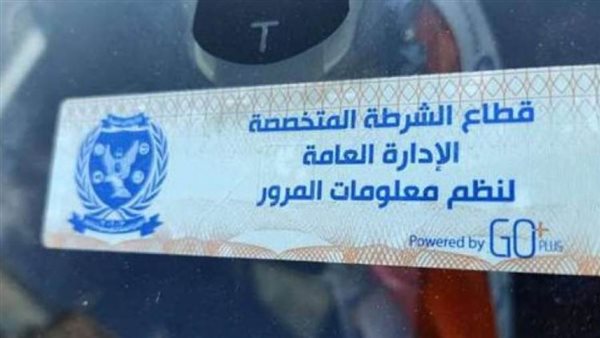 T
قطاع الشرطة المتخصصة
الإدارة العامة
لنظم معلومات المرور
Powered by GO+ PLUS